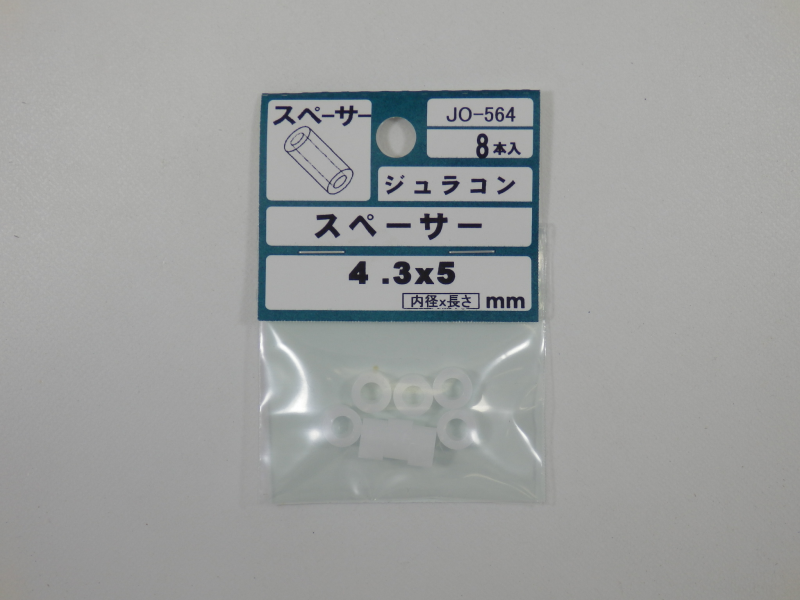 スペーサー
JO-564
8本入
ジュラコン
スペーサー
4.3x5
内径x長さ mm